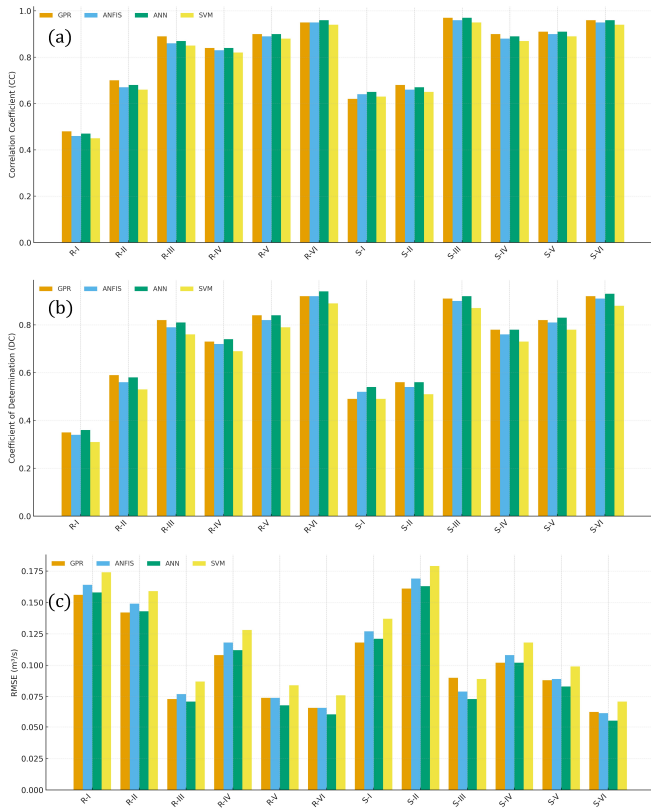 GPR ANFIS ANN SVM
(a)
Correlation Coefficient (CC)
1.0
0.8
0.6
0.4
0.2
0.0
R-I R-II R-III R-IV R-V R-VI S-I S-II S-III S-IV S-V S-VI
GPR ANFIS ANN SVM
(b)
Coefficient of Determination (DC)
0.8
0.6
0.4
0.2
0.0
R-I R-II R-III R-IV R-V R-VI S-I S-II S-III S-IV S-V S-VI
GPR ANFIS ANN SVM
(c)
RMSE (m³/s)
0.175
0.150
0.125
0.100
0.075
0.050
0.025
0.000
R-I R-II R-III R-IV R-V R-VI S-I S-II S-III S-IV S-V S-VI